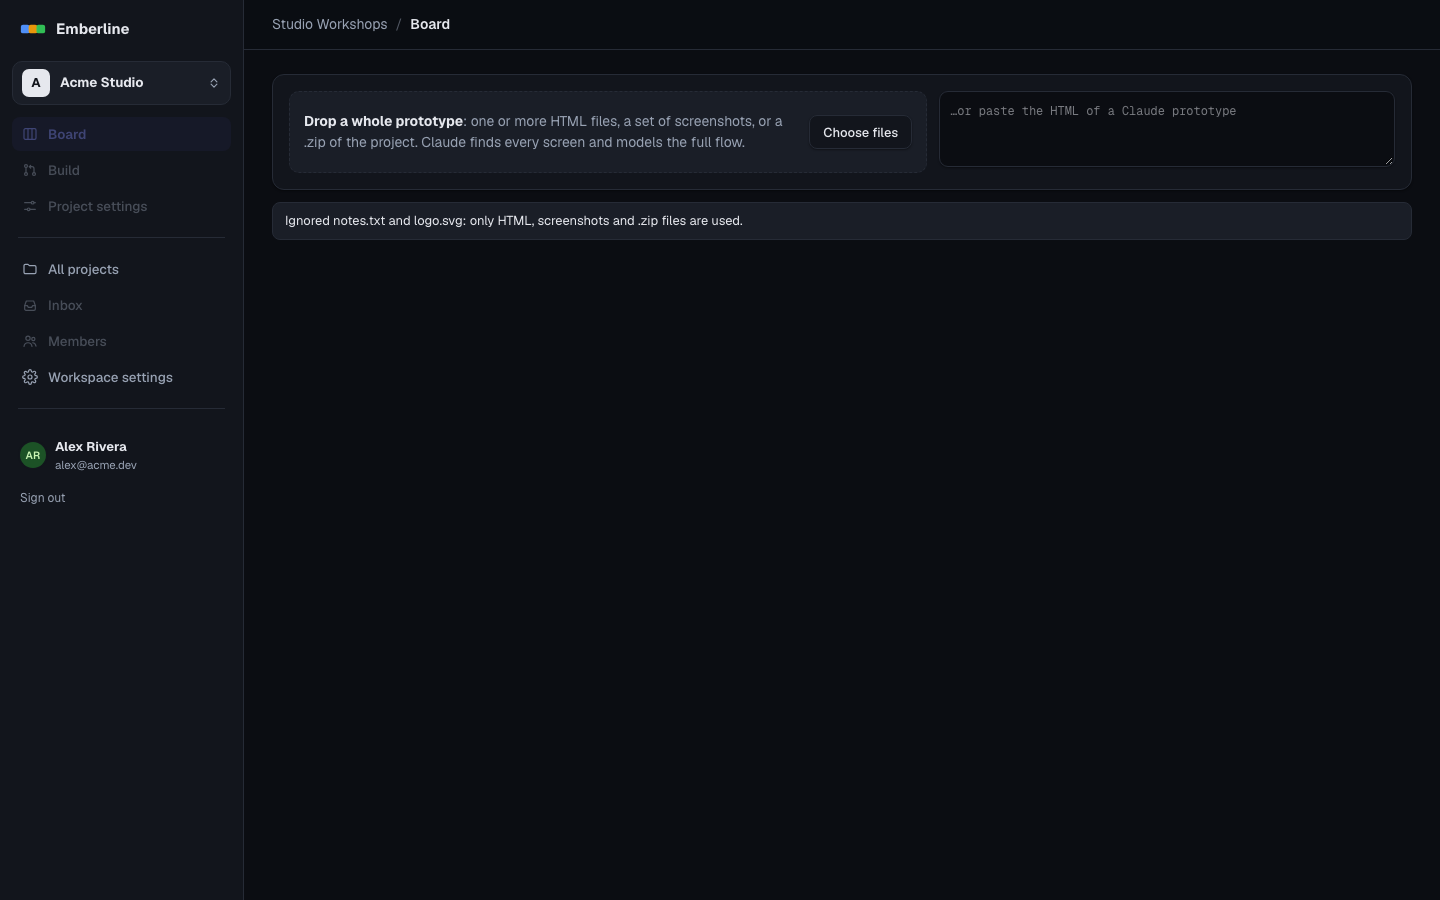 Emberline
A
Acme Studio
Board
Build
Project settings
All projects
Inbox
Members
Workspace settings
AR
Alex Rivera
alex@acme.dev
Sign out
Studio Workshops / Board
Drop a whole prototype: one or more HTML files, a set of screenshots, or a
.zip of the project. Claude finds every screen and models the full flow.
Choose files
…or paste the HTML of a Claude prototype
Ignored notes.txt and logo.svg: only HTML, screenshots and .zip files are used.